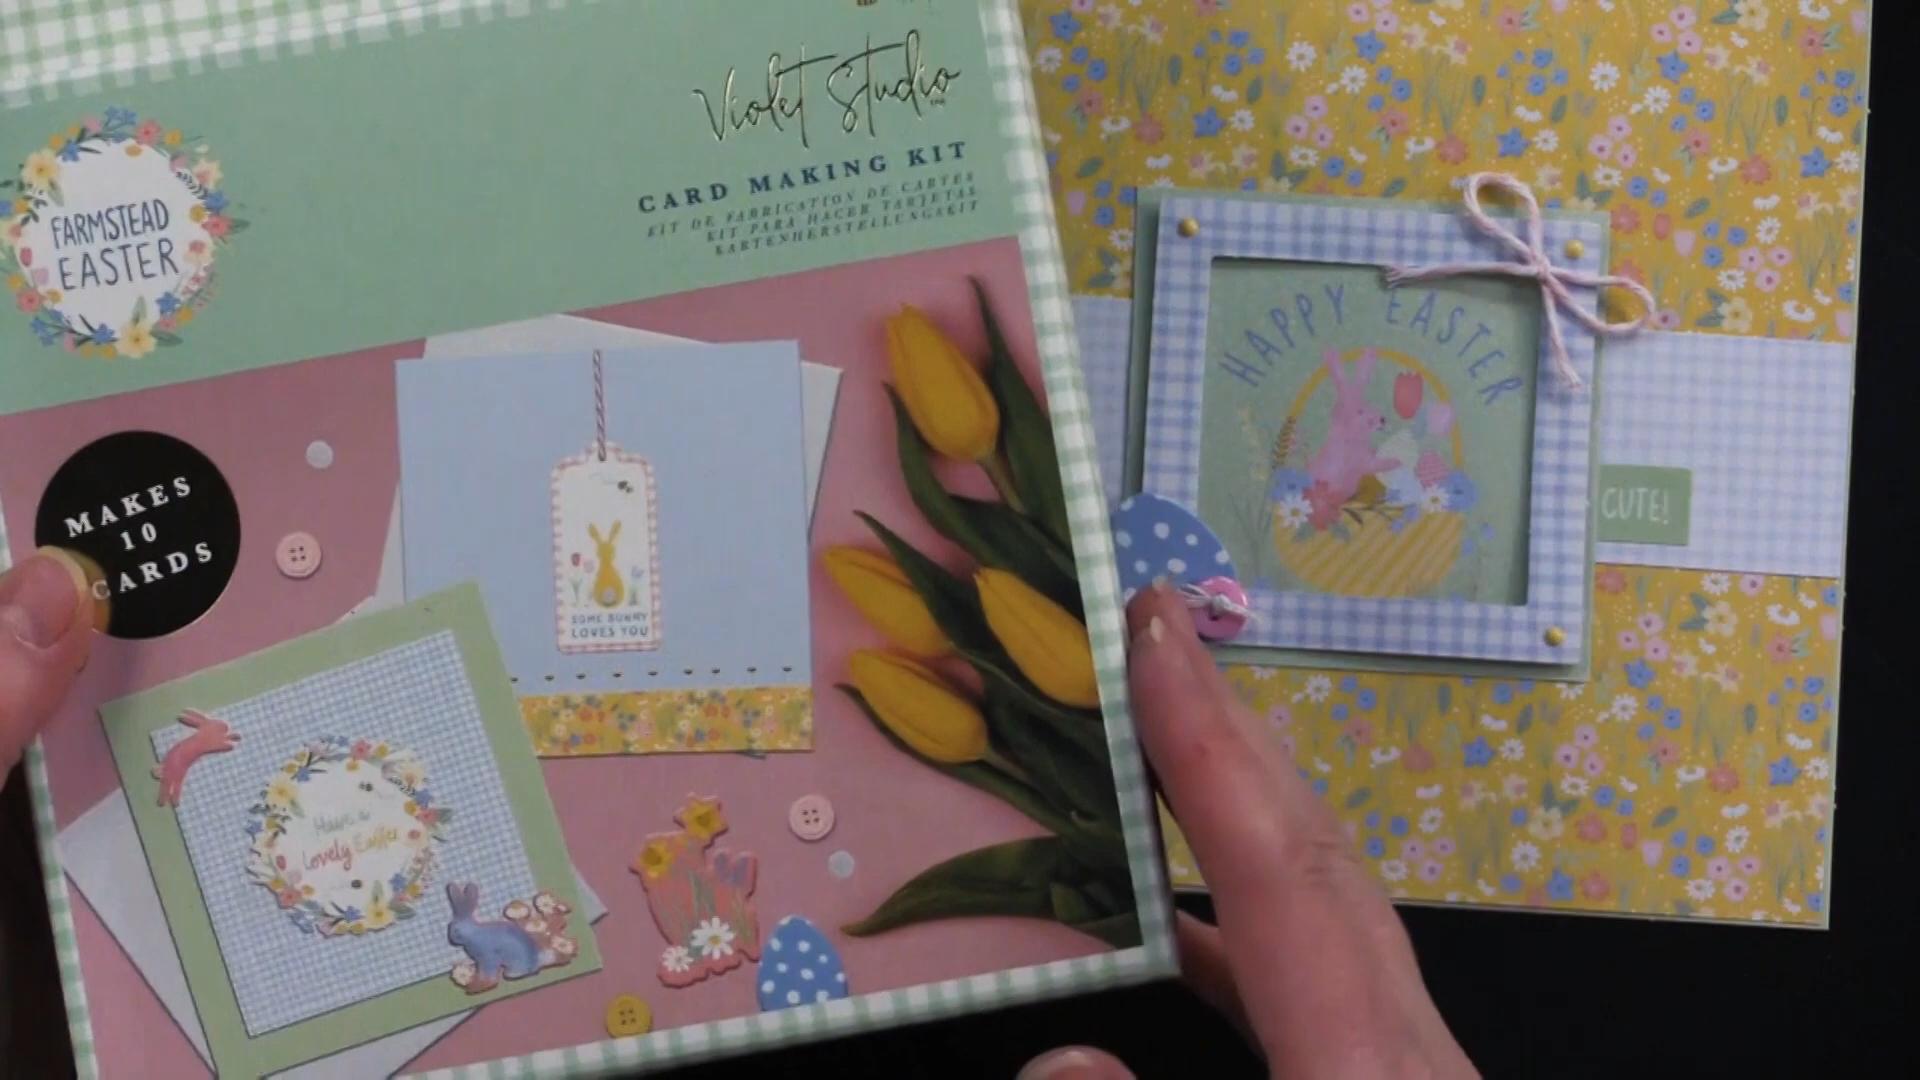 Violet Studio
CARD MAKING KIT
KIT DE FABRICATION DE CARTES
KIT PARA HACER TARJETAS
KARTENHERSTELLUNGSKIT
FARMSTEAD
EASTER
MAKES
10
CARDS
SOME BUNNY
LOVES YOU
Have a
Lovely Easter
HAPPY EASTER
CUTE!